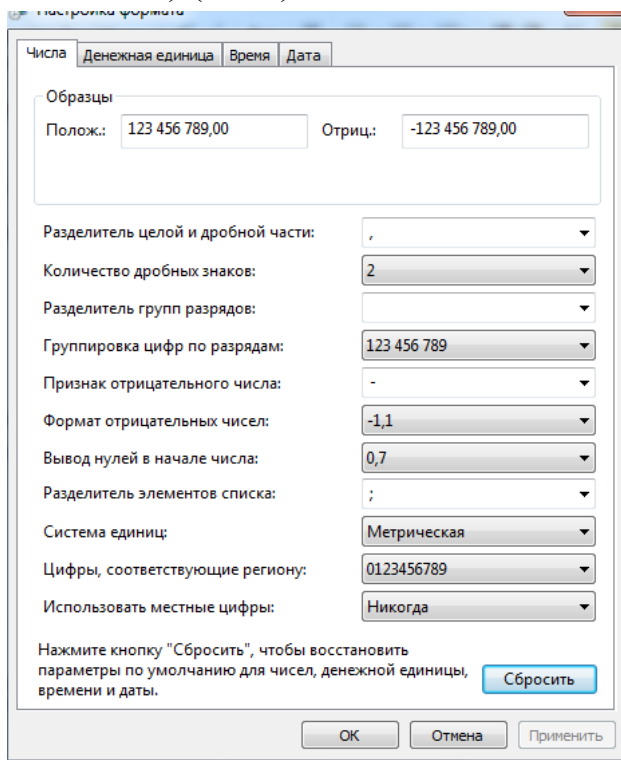 Настройка формата
Числа Денежная единица Время Дата
Образцы
Полож.: 123 456 789,00 Отриц.: -123 456 789,00
Разделитель целой и дробной части: ,
Количество дробных знаков: 2
Разделитель групп разрядов:
Группировка цифр по разрядам: 123 456 789
Признак отрицательного числа: -
Формат отрицательных чисел: -1,1
Вывод нулей в начале числа: 0,7
Разделитель элементов списка: ;
Система единиц: Метрическая
Цифры, соответствующие региону: 0123456789
Использовать местные цифры: Никогда
Нажмите кнопку "Сбросить", чтобы восстановить
параметры по умолчанию для чисел, денежной единицы,
времени и даты.
Сбросить
ОК Отмена Применить